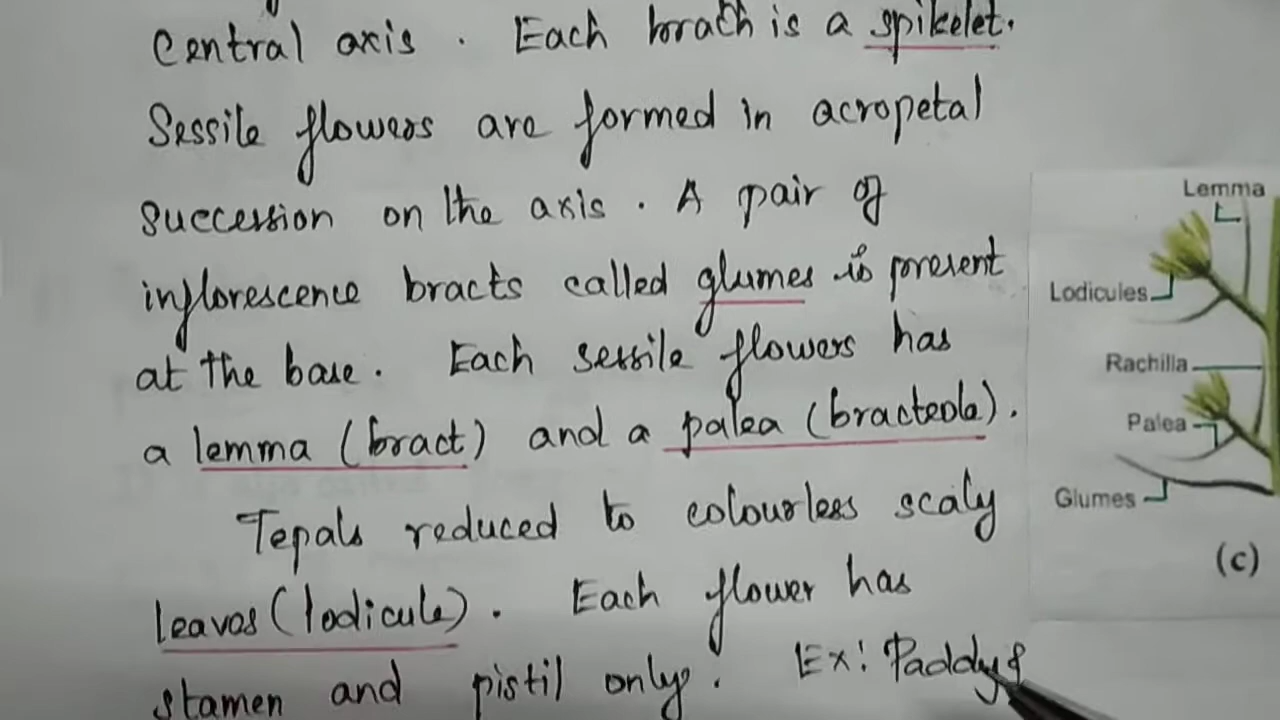 Central axis . Each brach is a spikelet.
Sessile flowers are formed in acropetal
succession on the axis . A pair of
inflorescence bracts called glumes is present
at the base . Each sessile flowers has
a lemma (bract) and a palea (bracteola) .
Tepals reduced to colourless scaly
leaves (lodicule) . Each flower has
stamen and pistil only . Ex: Paddy &
Lemma
Lodicules
Rachilla
Palea
Glumes
(c)